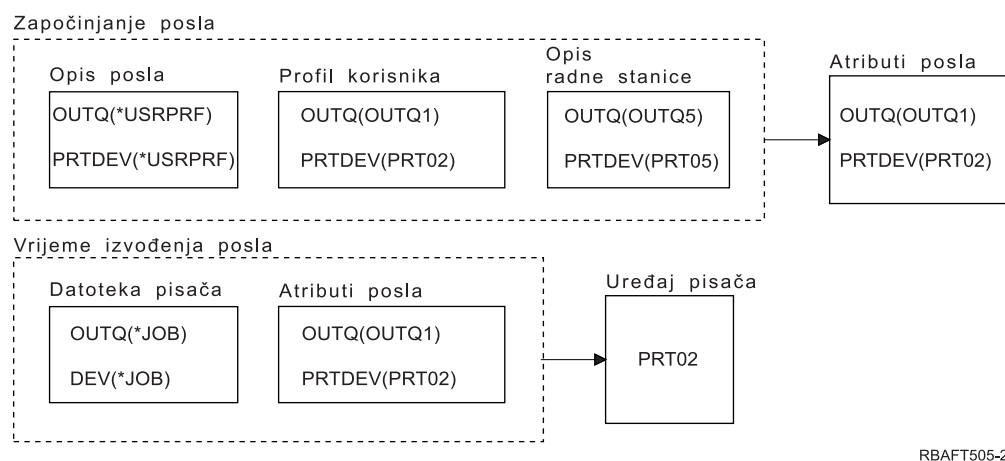 Započinjanje posla
Opis posla
OUTQ(*USRPRF)
PRTDEV(*USRPRF)
Profil korisnika
OUTQ(OUTQ1)
PRTDEV(PRT02)
Opis
radne stanice
OUTQ(OUTQ5)
PRTDEV(PRT05)
Atributi posla
OUTQ(OUTQ1)
PRTDEV(PRT02)
Vrijeme izvođenja posla
Datoteka pisača
OUTQ(*JOB)
DEV(*JOB)
Atributi posla
OUTQ(OUTQ1)
PRTDEV(PRT02)
Uređaj pisača
PRT02
RBAFT505-2